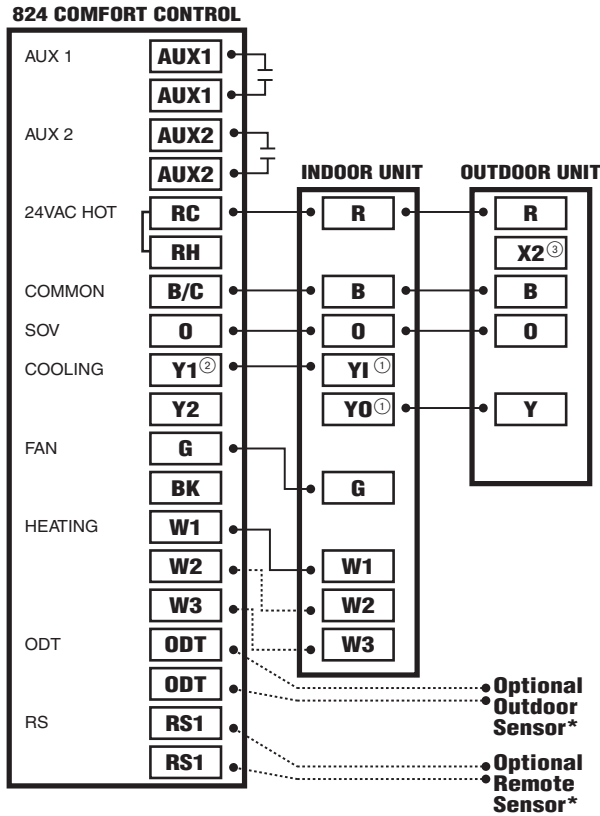 824 COMFORT CONTROL
AUX 1 AUX1
AUX1
AUX 2 AUX2
AUX2
INDOOR UNIT OUTDOOR UNIT
24VAC HOT RC R R
RH X2③
COMMON B/C B B
SOV O O O
COOLING Y1② YI①
Y2 YO① Y
FAN G G
BK
HEATING W1 W1
W2 W2
W3 W3
ODT ODT
ODT
Optional
Outdoor
Sensor*
RS RS1
RS1
Optional
Remote
Sensor*